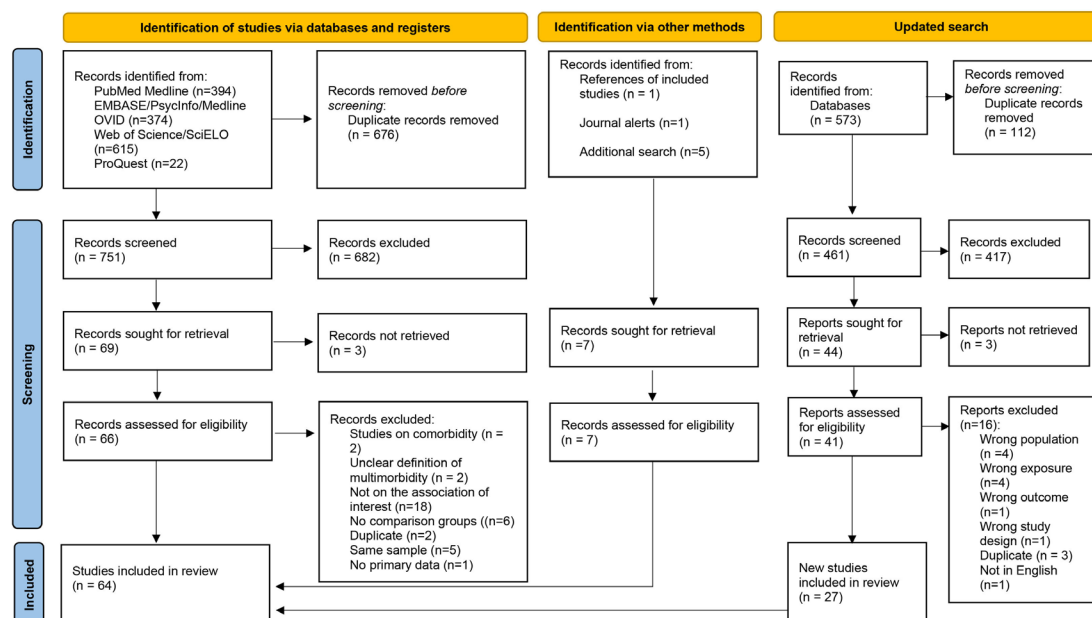 Identification of studies via databases and registers
Identification via other methods
Updated search
Identification
Records identified from:
PubMed Medline (n=394)
EMBASE/PsycInfo/Medline
OVID (n=374)
Web of Science/SciELO
(n=615)
ProQuest (n=22)
Records removed before
screening:
Duplicate records removed
(n = 676)
Records identified from:
References of included
studies (n = 1)
Journal alerts (n=1)
Additional search (n=5)
Records
identified from:
Databases
(n = 573)
Records removed
before screening:
Duplicate records
removed
(n = 112)
Screening
Records screened
(n = 751)
Records excluded
(n = 682)
Records screened
(n = 461)
Records excluded
(n = 417)
Records sought for retrieval
(n = 69)
Records not retrieved
(n = 3)
Records sought for retrieval
(n =7)
Reports sought for
retrieval
(n = 44)
Reports not retrieved
(n = 3)
Records assessed for eligibility
(n = 66)
Records excluded:
Studies on comorbidity (n =
2)
Unclear definition of
multimorbidity (n = 2)
Not on the association of
interest (n=18)
No comparison groups ((n=6)
Duplicate (n=2)
Same sample (n=5)
No primary data (n=1)
Records assessed for eligibility
(n = 7)
Reports assessed
for eligibility
(n = 41)
Reports excluded
(n=16):
Wrong population
(n =4)
Wrong exposure
(n=4)
Wrong outcome
(n=1)
Wrong study
design (n=1)
Duplicate (n = 3)
Not in English
(n=1)
Included
Studies included in review
(n = 64)
New studies
included in review
(n = 27)